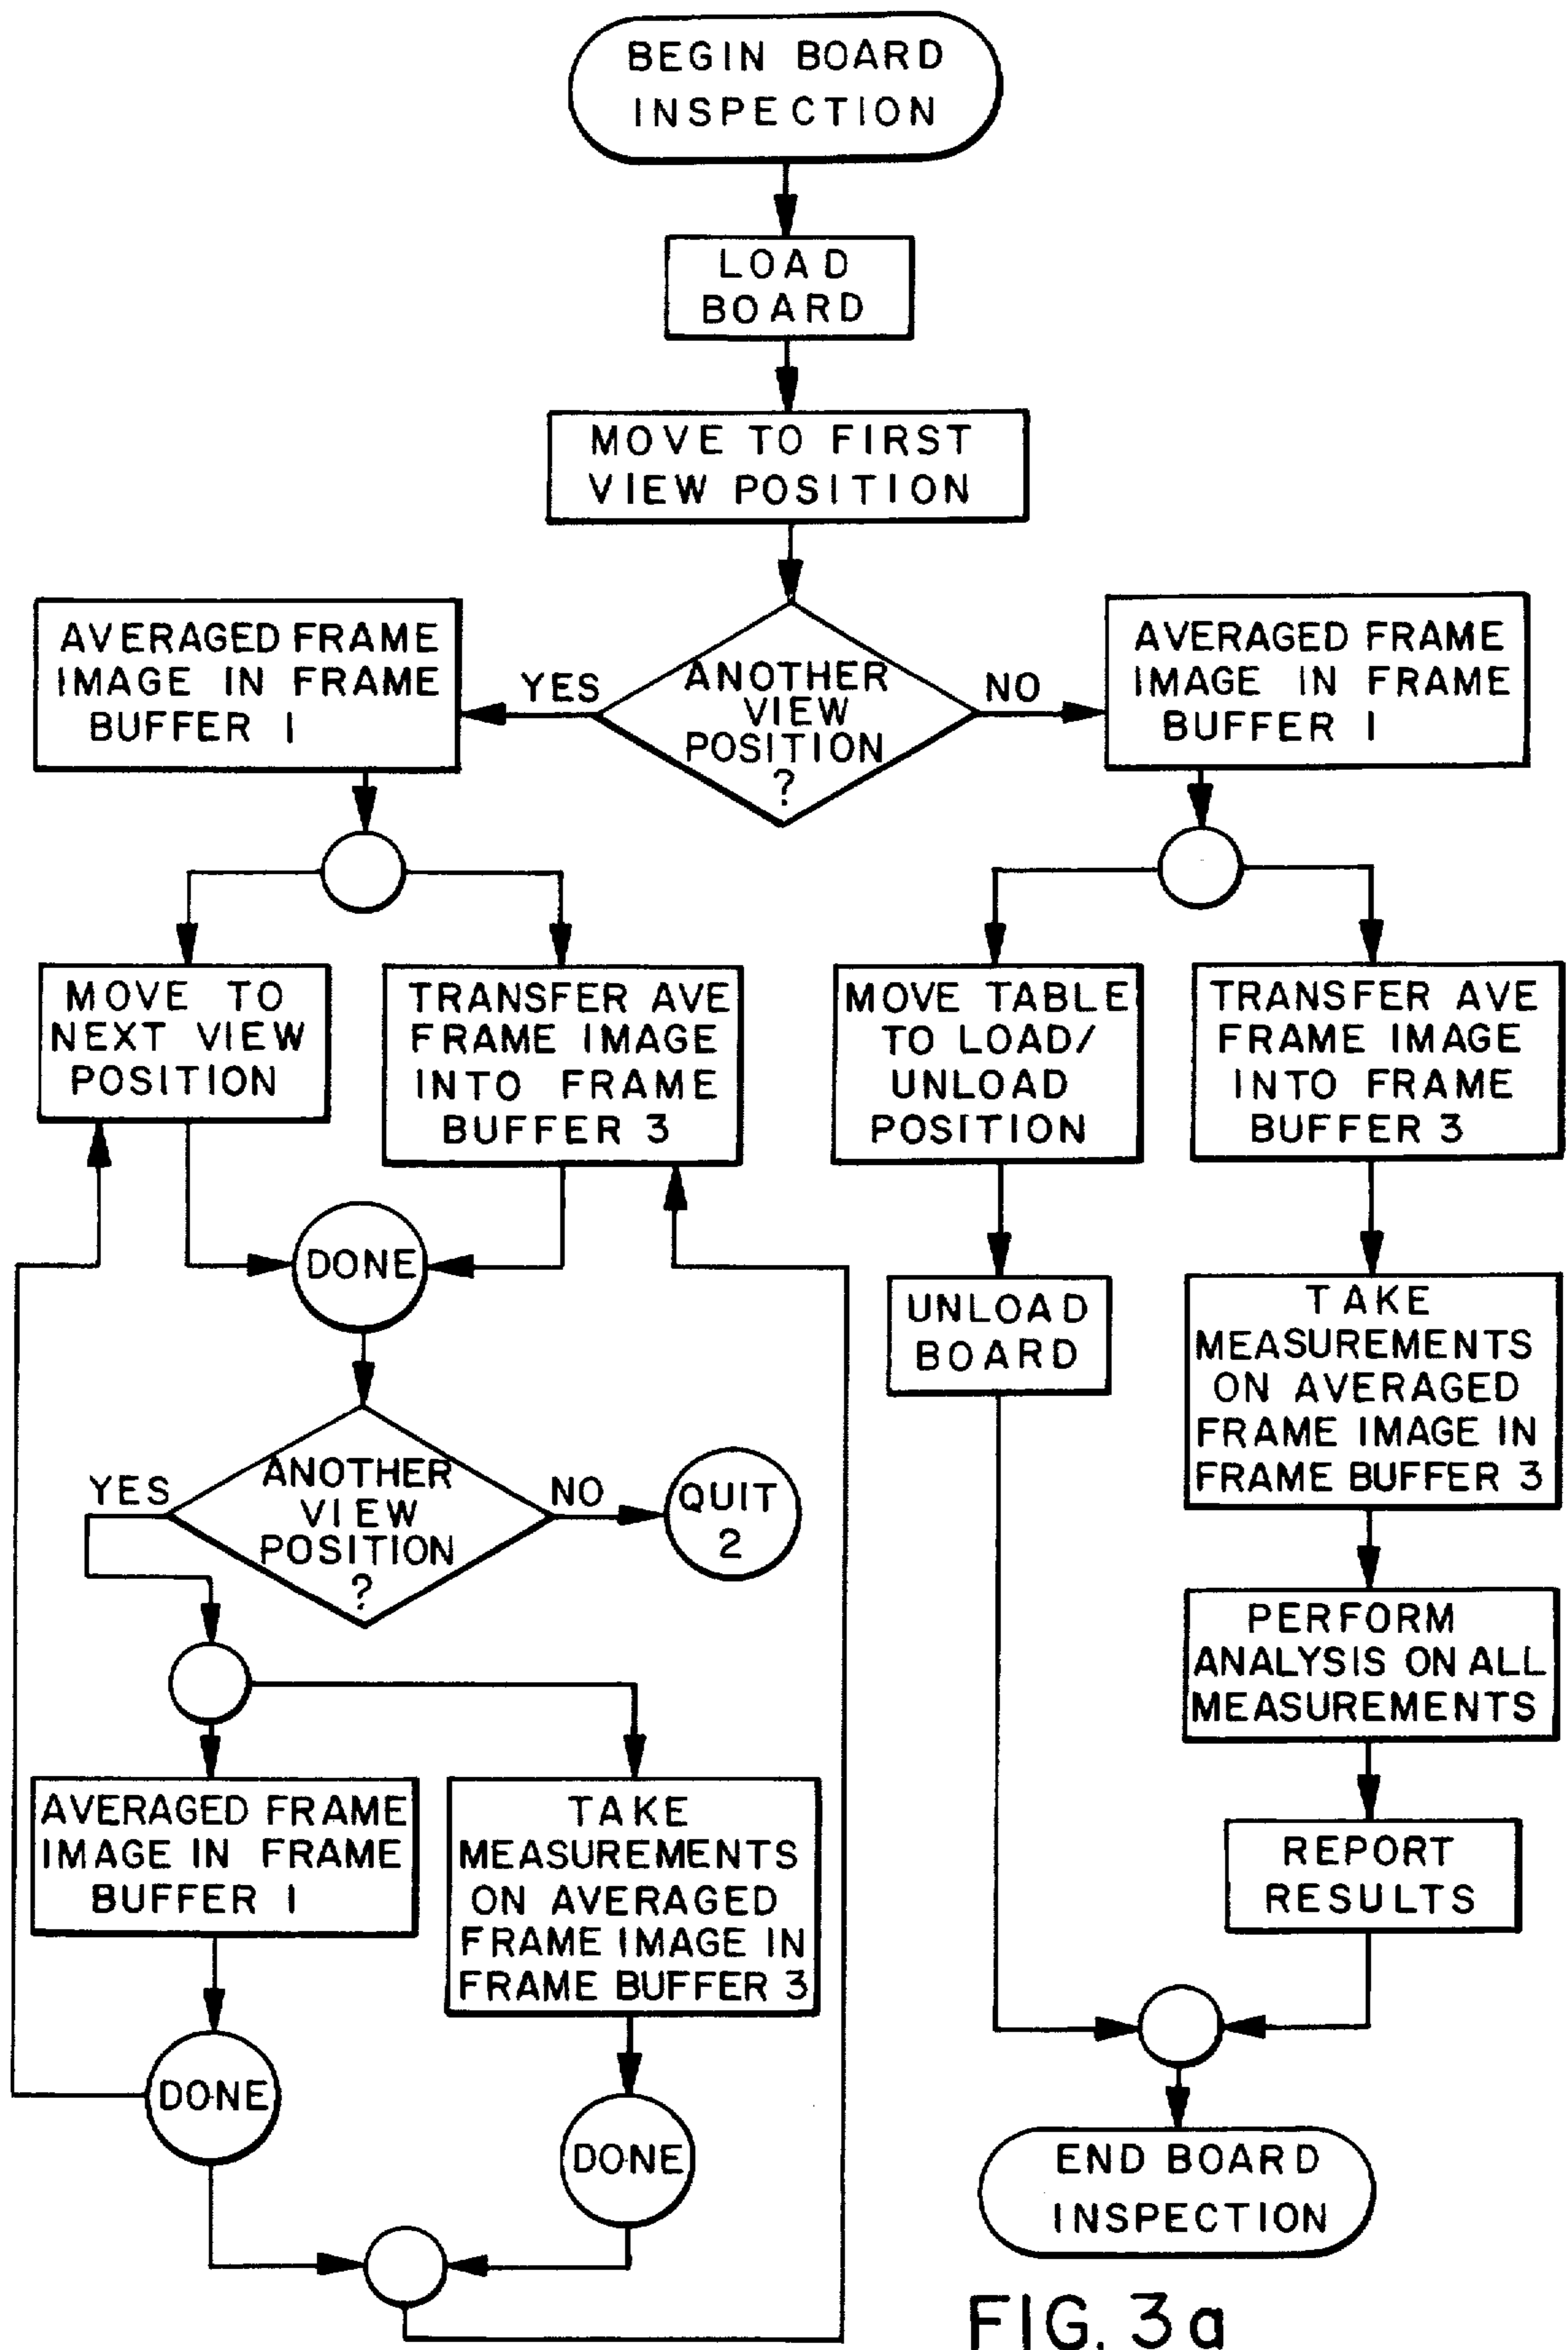 BEGIN BOARD
INSPECTION
LOAD
BOARD
MOVE TO FIRST
VIEW POSITION
ANOTHER
VIEW
POSITION
?
YES
NO
AVERAGED FRAME
IMAGE IN FRAME
BUFFER 1
MOVE TO
NEXT VIEW
POSITION
TRANSFER AVE
FRAME IMAGE
INTO FRAME
BUFFER 3
DONE
ANOTHER
VIEW
POSITION
?
YES
NO
QUIT
2
AVERAGED FRAME
IMAGE IN FRAME
BUFFER 1
TAKE
MEASUREMENTS
ON AVERAGED
FRAME IMAGE IN
FRAME BUFFER 3
DONE
DONE
AVERAGED FRAME
IMAGE IN FRAME
BUFFER 1
MOVE TABLE
TO LOAD/
UNLOAD
POSITION
TRANSFER AVE
FRAME IMAGE
INTO FRAME
BUFFER 3
UNLOAD
BOARD
TAKE
MEASUREMENTS
ON AVERAGED
FRAME IMAGE IN
FRAME BUFFER 3
PERFORM
ANALYSIS ON ALL
MEASUREMENTS
REPORT
RESULTS
END BOARD
INSPECTION
FIG. 3a